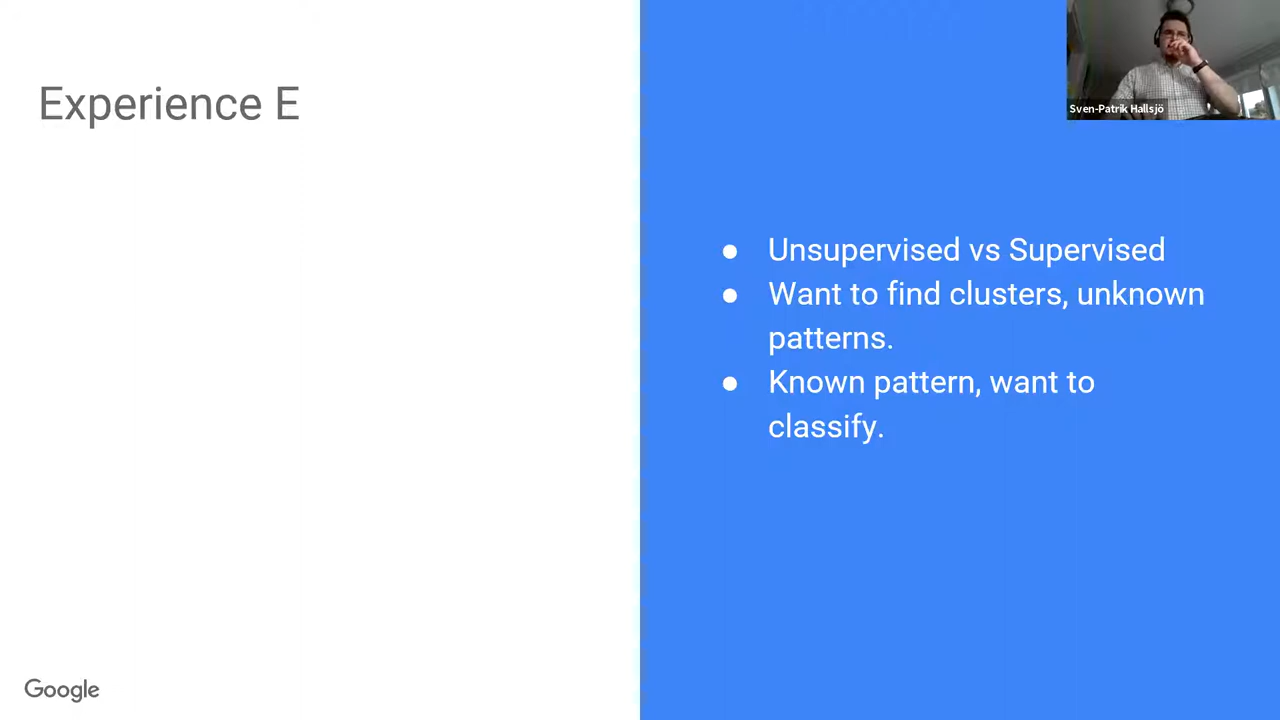 Experience E
Sven-Patrik Hallsjö
● Unsupervised vs Supervised
● Want to find clusters, unknown
patterns.
● Known pattern, want to
classify.
Google